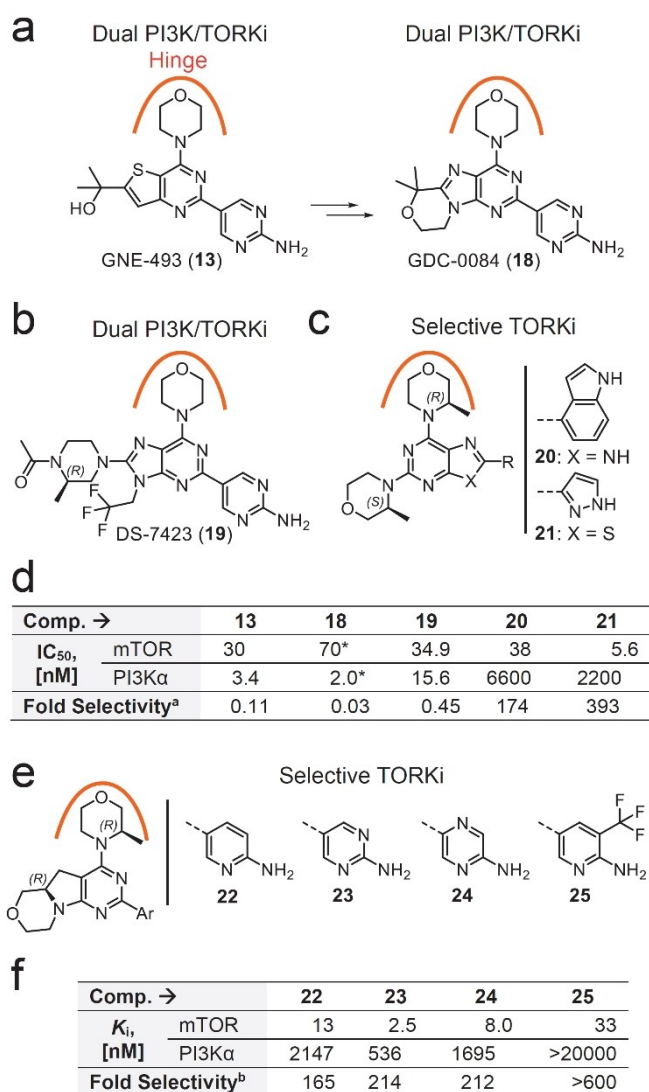 a
Dual PI3K/TORKi
Hinge
Dual PI3K/TORKi
O
N
S
N
N
HO
N
N
NH2
GNE-493 (13)
O
N
N
N
N
N
O
N
N
NH2
GDC-0084 (18)
b
Dual PI3K/TORKi
O
N
N
N
N
N
N
N
O
(R)
F
F
F
N
N
NH2
DS-7423 (19)
c
Selective TORKi
O
(R)
N
N
N
N
N
X
R
(S)
O
NH
20: X = NH
NH
N
21: X = S
d
Comp. → 13 18 19 20 21
IC50, [nM] mTOR 30 70* 34.9 38 5.6
PI3Kα 3.4 2.0* 15.6 6600 2200
Fold Selectivitya 0.11 0.03 0.45 174 393
e
Selective TORKi
O
(R)
N
(R)
N
O
N
N
Ar
N
NH2
22
N
N
NH2
23
N
N
NH2
24
F
F
F
N
NH2
25
f
Comp. → 22 23 24 25
Ki, [nM] mTOR 13 2.5 8.0 33
PI3Kα 2147 536 1695 >20000
Fold Selectivityb 165 214 212 >600